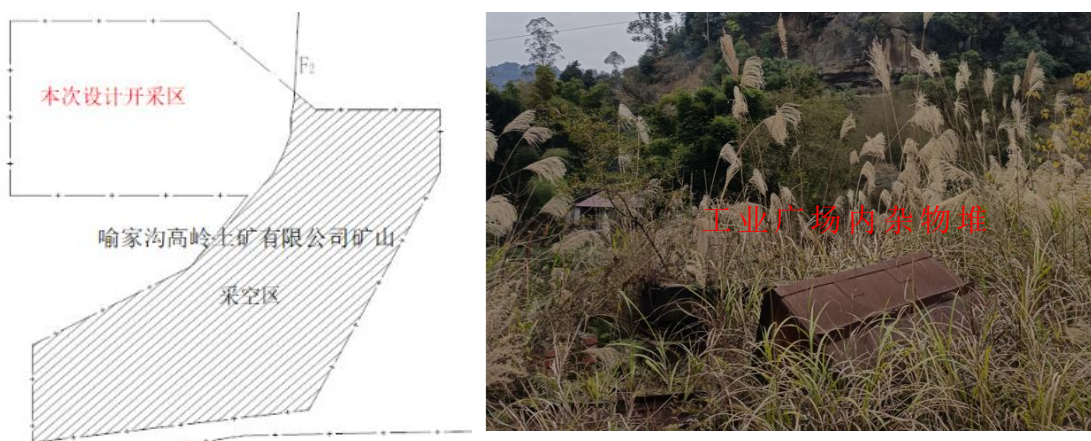 F₂
本次设计开采区
喻家沟高岭土矿有限公司矿山
采空区
工业广场内杂物堆